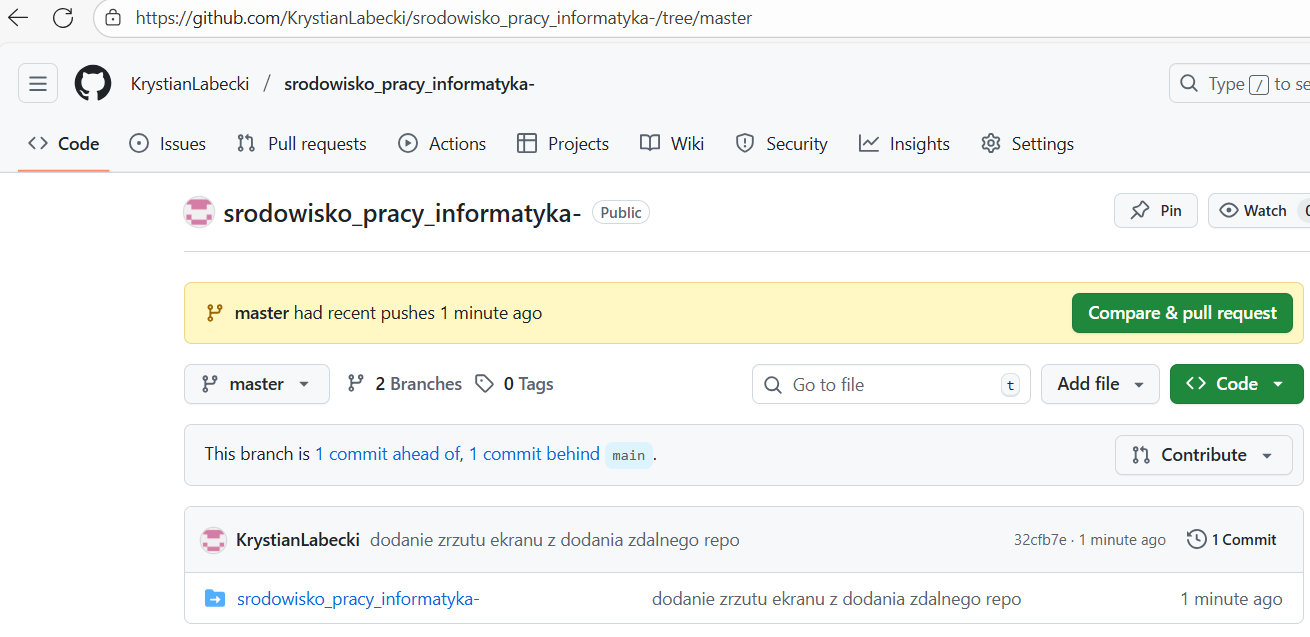 https://github.com/KrystianLabecki/srodowisko_pracy_informatyka-/tree/master
KrystianLabecki / srodowisko_pracy_informatyka-
Type / to se
Code Issues Pull requests Actions Projects Wiki Security Insights Settings
srodowisko_pracy_informatyka- Public
Pin Watch
master had recent pushes 1 minute ago
Compare & pull request
master 2 Branches 0 Tags
Go to file t
Add file
Code
This branch is 1 commit ahead of, 1 commit behind main .
Contribute
KrystianLabecki dodanie zrzutu ekranu z dodania zdalnego repo 32cfb7e · 1 minute ago 1 Commit
srodowisko_pracy_informatyka- dodanie zrzutu ekranu z dodania zdalnego repo 1 minute ago